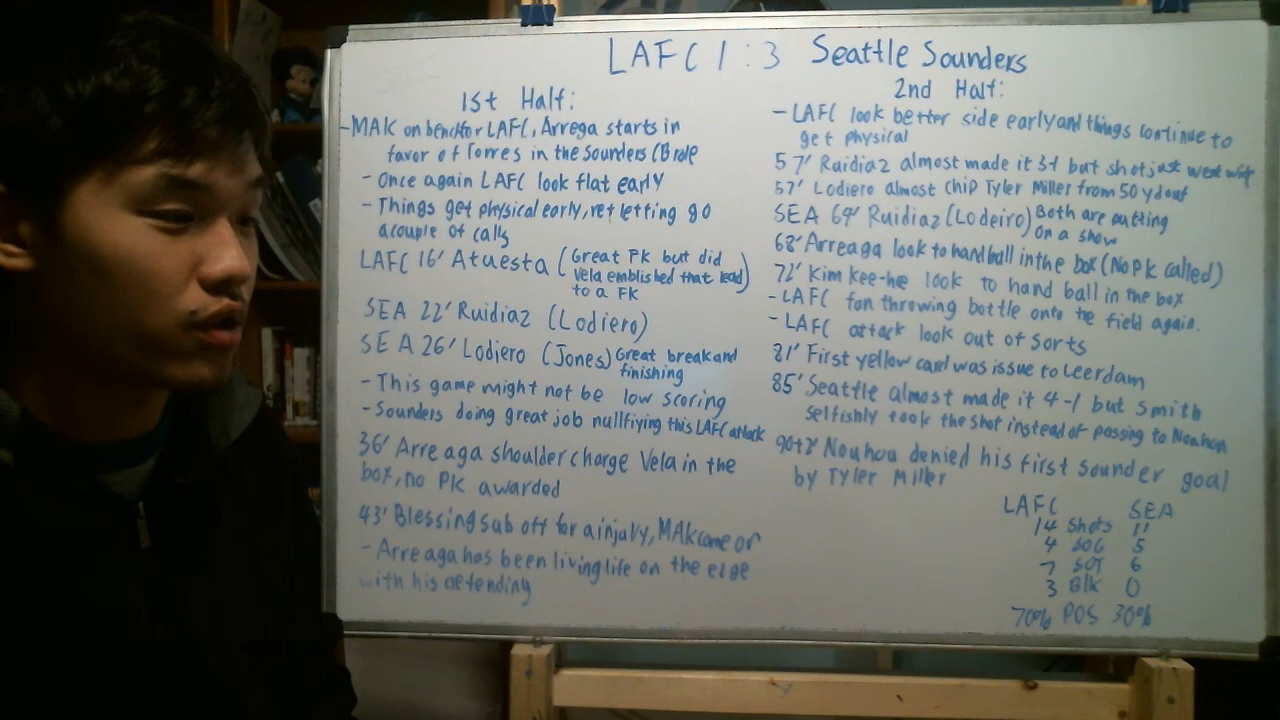 LAFC 1 : 3 Seattle Sounders
1st Half:
-MAK on bench for LAFC, Arrega starts in
favor of Torres in the Sounders CB role
- Once again LAFC look flat early
- Things get physical early, ref letting go
a couple of calls
LAFC 16' Atuesta (Great FK but did
Vela emblished that lead)
to a FK
SEA 22' Ruidiaz (Lodiero)
SEA 26' Lodiero (Jones) Great break and
finishing
- This game might not be low scoring
- Sounders doing great job nullfiying this LAFC attack
36' Arreaga shoulder charge Vela in the
box, no PK awarded
43' Blessing sub off for a injury, MAK come on
- Arreaga has been living life on the edge
with his defending
2nd Half:
- LAFC look better side early and things continue to
get physical
57' Ruidiaz almost made it 3-1 but shot just went wide
57' Lodiero almost chip Tyler Miller from 50 yd out
SEA 64' Ruidiaz (Lodeiro) Both are putting
on a show
68' Arreaga look to handball in the box (No PK called)
72' Kim Kee-he look to hand ball in the box
- LAFC fan throwing bottle onto the field again.
- LAFC attack look out of sorts
81' First yellow card was issue to Leerdam
85' Seattle almost made it 4-1 but Smith
selfishly took the shot instead of passing to Nouhou
90+2' Nouhou denied his first sounder goal
by Tyler Miller
LAFC SEA
14 Shots 11
4 SOG 5
7 SOT 6
3 Blk 0
70% POS 30%